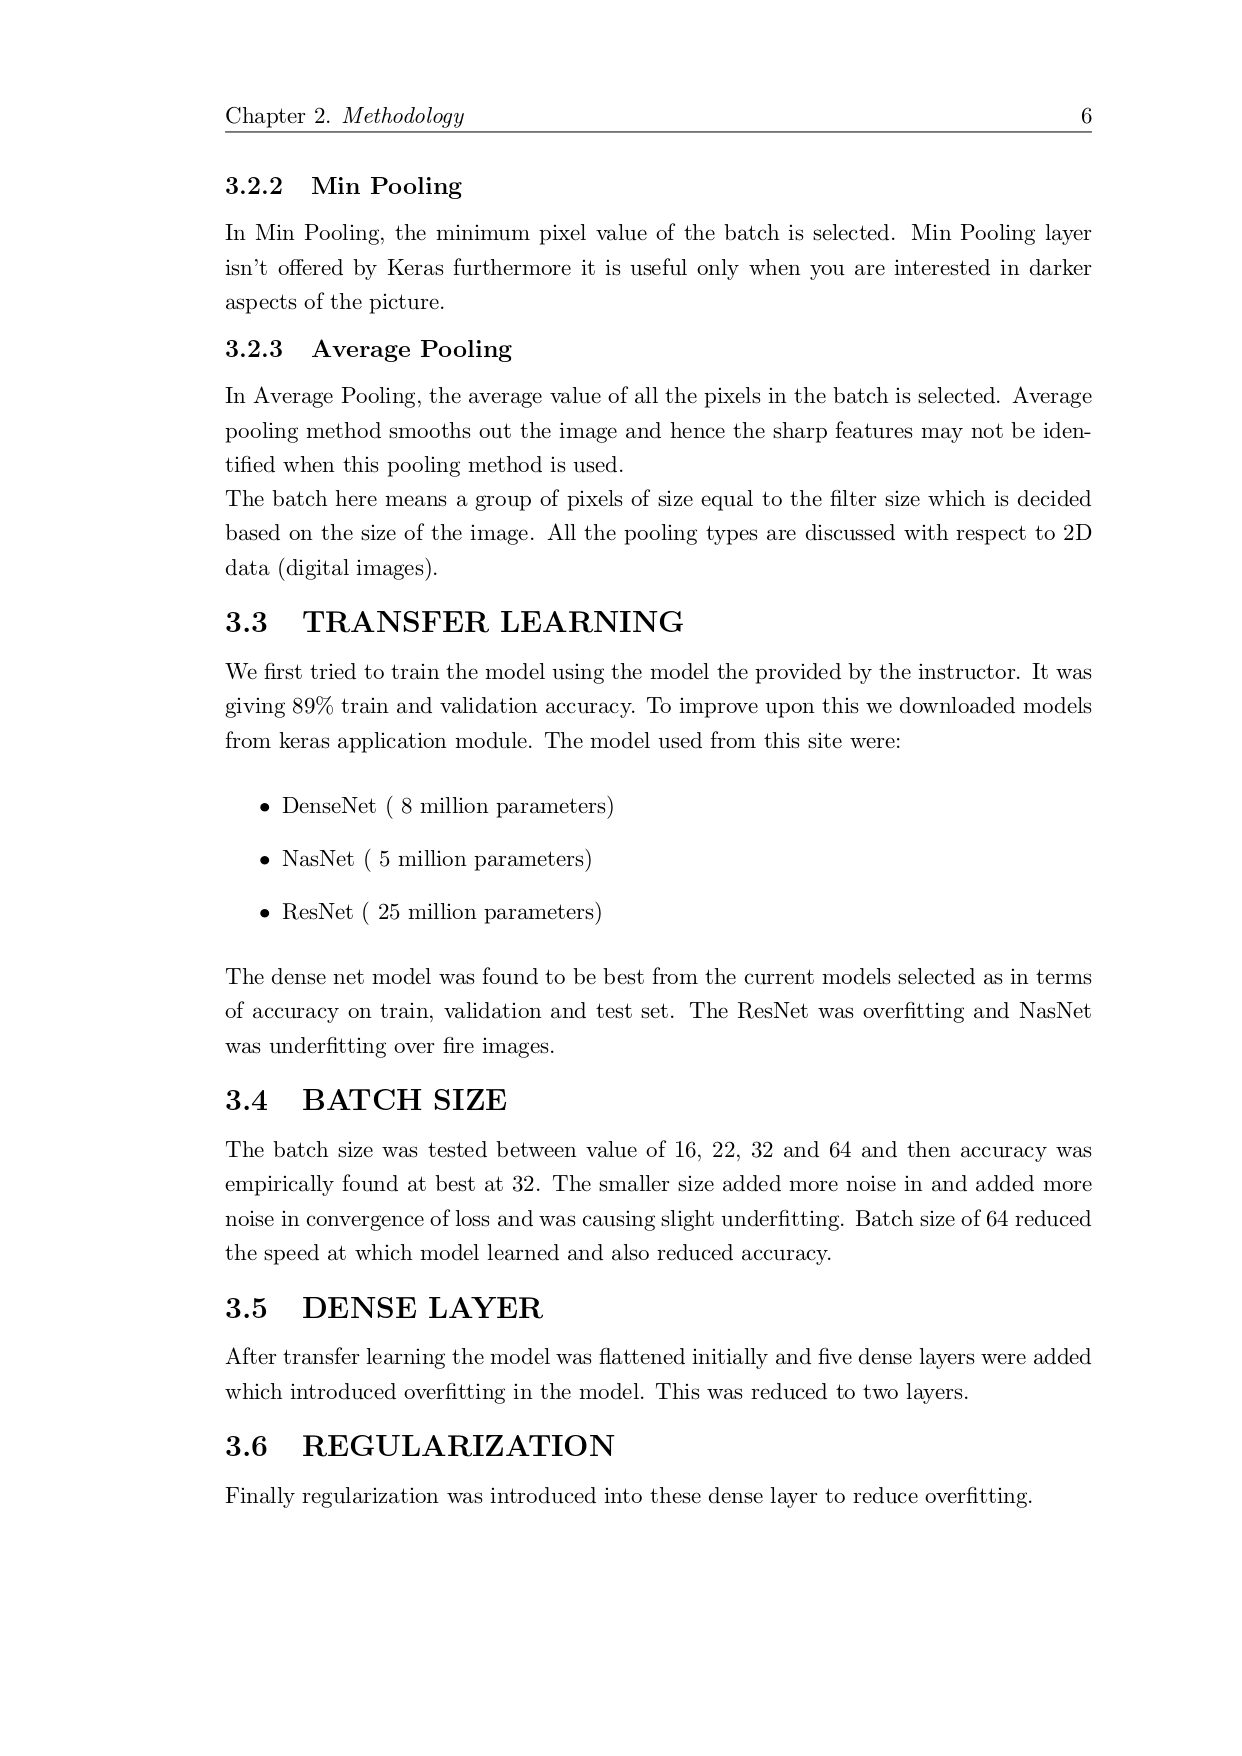 Chapter 2. Methodology 6
3.2.2 Min Pooling
In Min Pooling, the minimum pixel value of the batch is selected. Min Pooling layer
isn't offered by Keras furthermore it is useful only when you are interested in darker
aspects of the picture.
3.2.3 Average Pooling
In Average Pooling, the average value of all the pixels in the batch is selected. Average
pooling method smooths out the image and hence the sharp features may not be iden-
tified when this pooling method is used.
The batch here means a group of pixels of size equal to the filter size which is decided
based on the size of the image. All the pooling types are discussed with respect to 2D
data (digital images).
3.3 TRANSFER LEARNING
We first tried to train the model using the model the provided by the instructor. It was
giving 89% train and validation accuracy. To improve upon this we downloaded models
from keras application module. The model used from this site were:
• DenseNet ( 8 million parameters)
• NasNet ( 5 million parameters)
• ResNet ( 25 million parameters)
The dense net model was found to be best from the current models selected as in terms
of accuracy on train, validation and test set. The ResNet was overfitting and NasNet
was underfitting over fire images.
3.4 BATCH SIZE
The batch size was tested between value of 16, 22, 32 and 64 and then accuracy was
empirically found at best at 32. The smaller size added more noise in and added more
noise in convergence of loss and was causing slight underfitting. Batch size of 64 reduced
the speed at which model learned and also reduced accuracy.
3.5 DENSE LAYER
After transfer learning the model was flattened initially and five dense layers were added
which introduced overfitting in the model. This was reduced to two layers.
3.6 REGULARIZATION
Finally regularization was introduced into these dense layer to reduce overfitting.